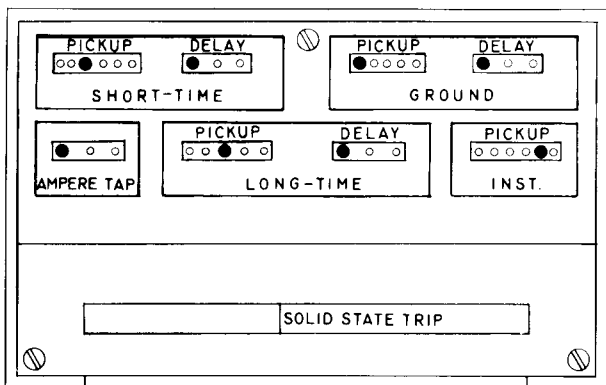 PICKUP DELAY
SHORT-TIME
PICKUP DELAY
GROUND
AMPERE TAP
PICKUP DELAY
LONG-TIME
PICKUP
INST.
SOLID STATE TRIP